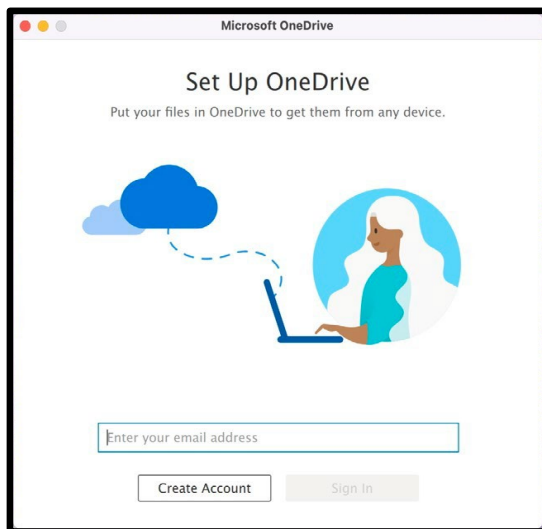 Microsoft OneDrive
Set Up OneDrive
Put your files in OneDrive to get them from any device.
Enter your email address
Create Account
Sign In